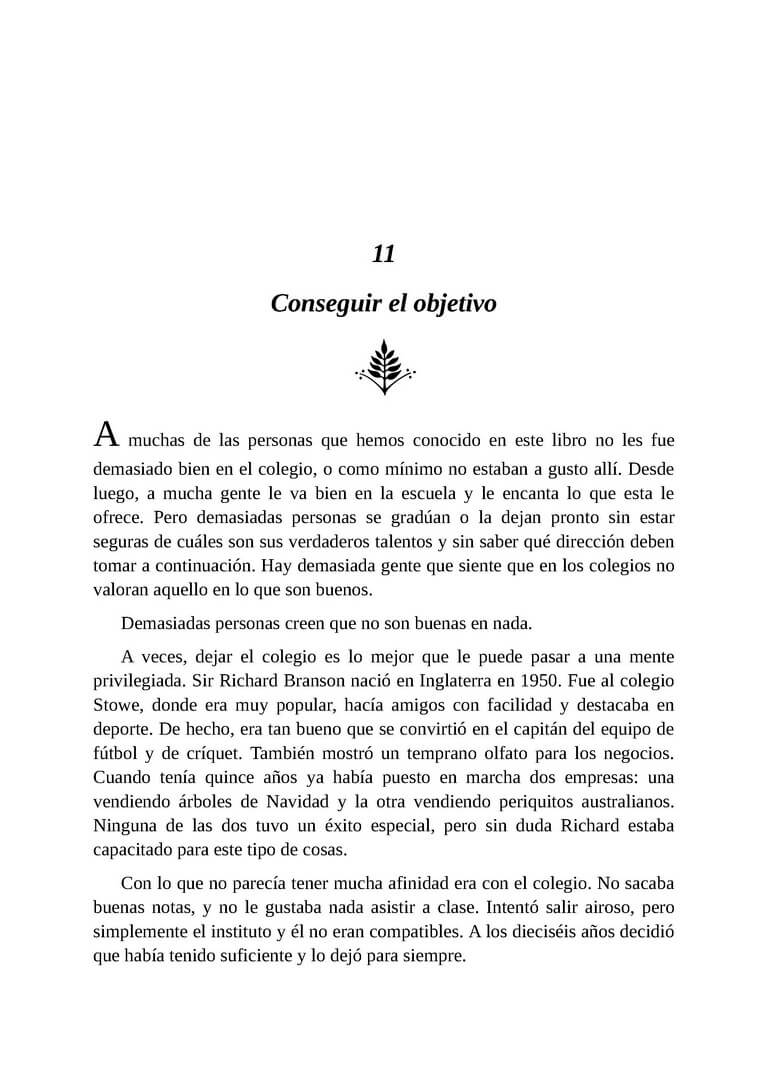 11
Conseguir el objetivo
A muchas de las personas que hemos conocido en este libro no les fue
demasiado bien en el colegio, o como mínimo no estaban a gusto allí. Desde
luego, a mucha gente le va bien en la escuela y le encanta lo que esta le
ofrece. Pero demasiadas personas se gradúan o la dejan pronto sin estar
seguras de cuáles son sus verdaderos talentos y sin saber qué dirección deben
tomar a continuación. Hay demasiada gente que siente que en los colegios no
valoran aquello en lo que son buenos.
Demasiadas personas creen que no son buenas en nada.
A veces, dejar el colegio es lo mejor que le puede pasar a una mente
privilegiada. Sir Richard Branson nació en Inglaterra en 1950. Fue al colegio
Stowe, donde era muy popular, hacía amigos con facilidad y destacaba en
deporte. De hecho, era tan bueno que se convirtió en el capitán del equipo de
fútbol y de críquet. También mostró un temprano olfato para los negocios.
Cuando tenía quince años ya había puesto en marcha dos empresas: una
vendiendo árboles de Navidad y la otra vendiendo periquitos australianos.
Ninguna de las dos tuvo un éxito especial, pero sin duda Richard estaba
capacitado para este tipo de cosas.
Con lo que no parecía tener mucha afinidad era con el colegio. No sacaba
buenas notas, y no le gustaba nada asistir a clase. Intentó salir airoso, pero
simplemente el instituto y él no eran compatibles. A los dieciséis años decidió
que había tenido suficiente y lo dejó para siempre.